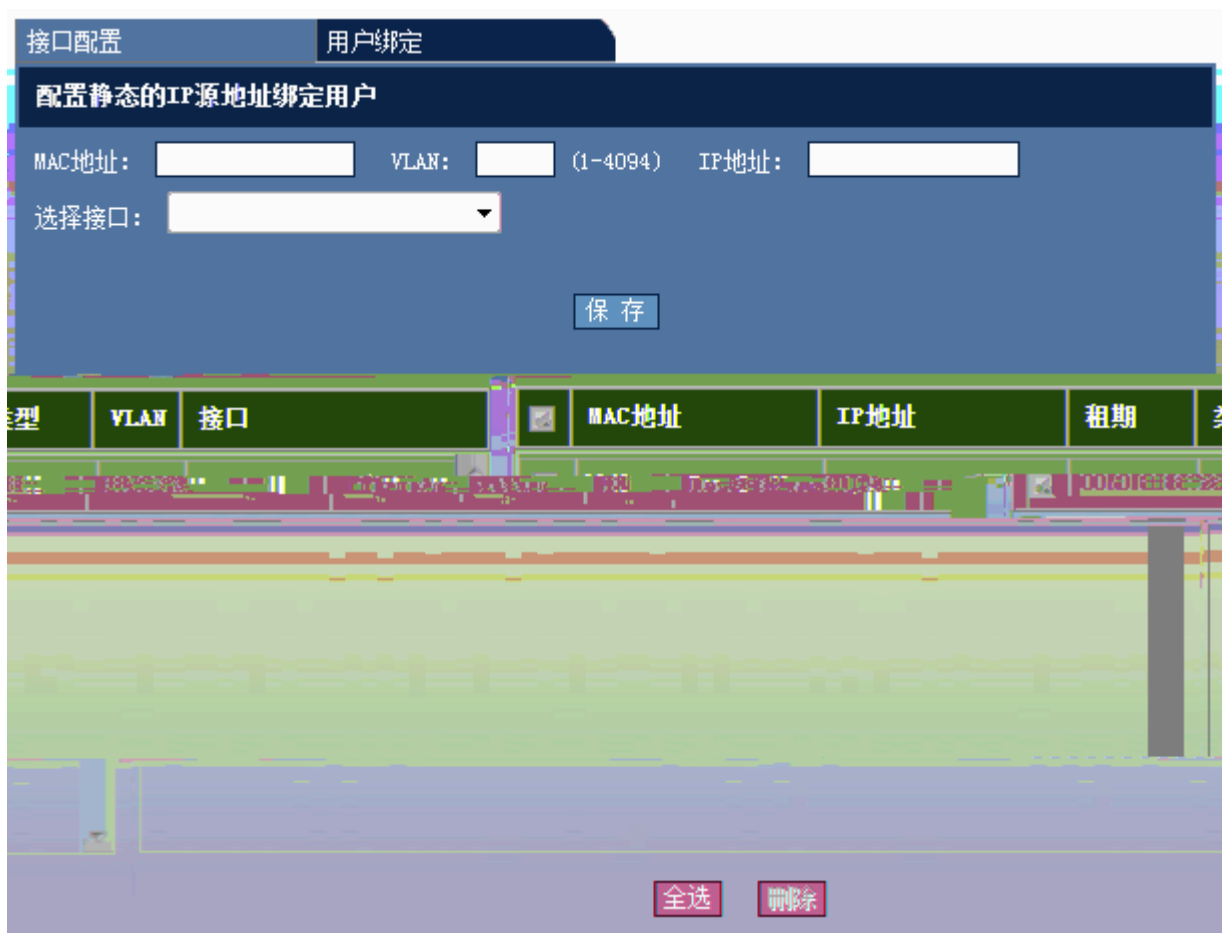 接口配置 用户绑定
配置静态的IP源地址绑定用户
MAC地址: VLAN: (1-4094) IP地址:
选择接口:
保 存
型 VLAN 接口 MAC地址 IP地址 租期
全选 删除